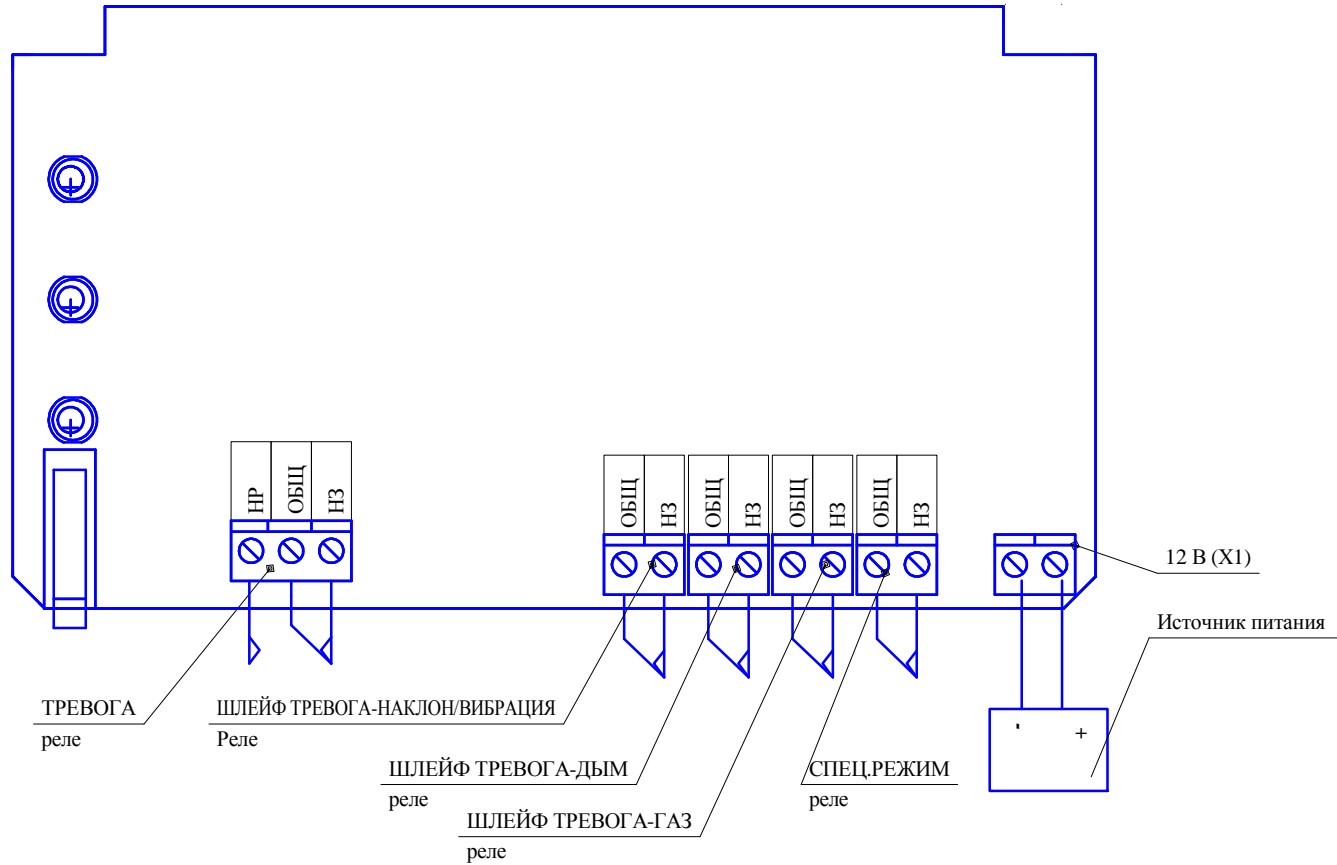 НР
ОБЩ
НЗ
ОБЩ
НЗ
ОБЩ
НЗ
ОБЩ
НЗ
ОБЩ
НЗ
12 В (X1)
Источник питания
ТРЕВОГА
реле
ШЛЕЙФ ТРЕВОГА-НАКЛОН/ВИБРАЦИЯ
Реле
ШЛЕЙФ ТРЕВОГА-ДЫМ
реле
СПЕЦ.РЕЖИМ
реле
- +
ШЛЕЙФ ТРЕВОГА-ГАЗ
реле